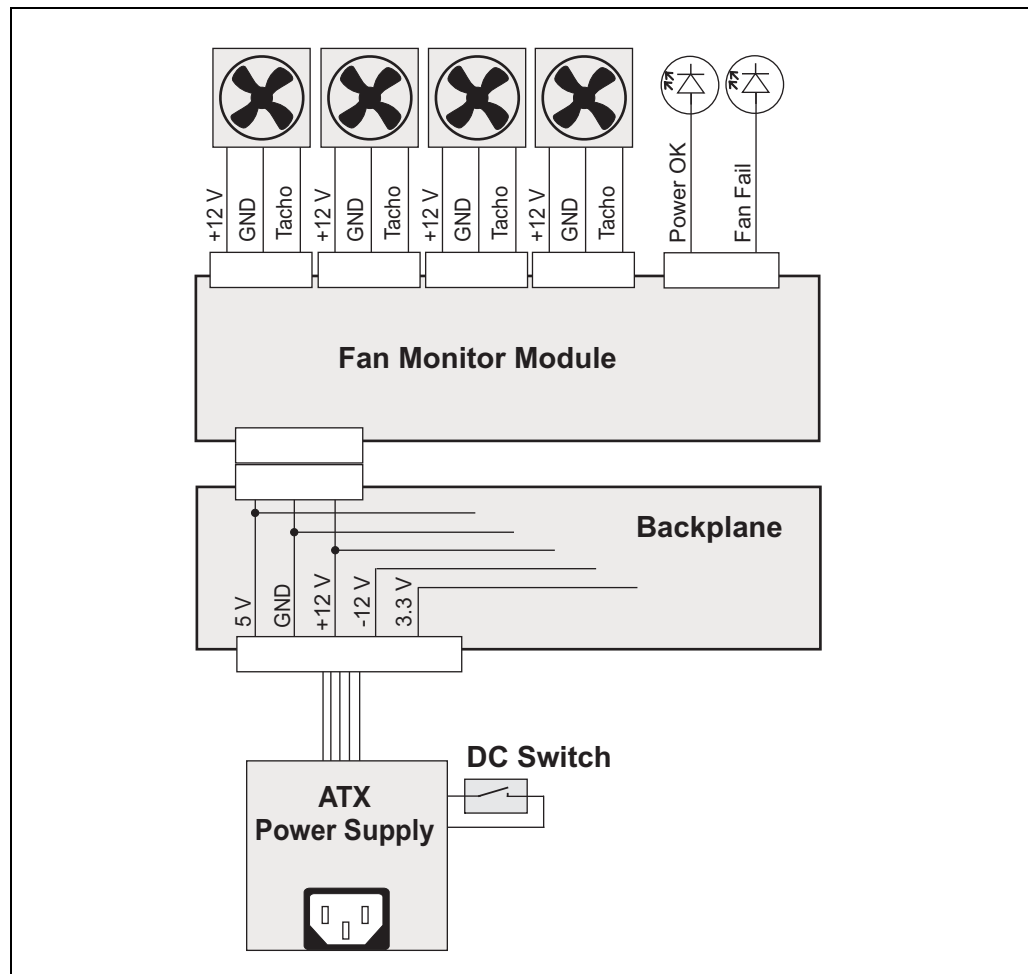 +12 V
GND
Tacho
+12 V
GND
Tacho
+12 V
GND
Tacho
+12 V
GND
Tacho
Power OK
Fan Fail
Fan Monitor Module
Backplane
5 V
GND
+12 V
-12 V
3.3 V
DC Switch
ATX
Power Supply